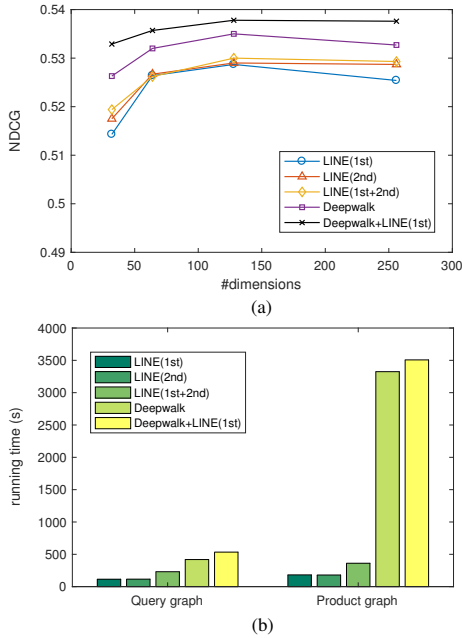 0.54
0.53
0.52
0.51
0.5
0.49
NDCG
LINE(1st)
LINE(2nd)
LINE(1st+2nd)
Deepwalk
Deepwalk+LINE(1st)
0 50 100 150 200 250 300
#dimensions
(a)
4000
3500
3000
2500
2000
1500
1000
500
0
running time (s)
LINE(1st)
LINE(2nd)
LINE(1st+2nd)
Deepwalk
Deepwalk+LINE(1st)
Query graph Product graph
(b)